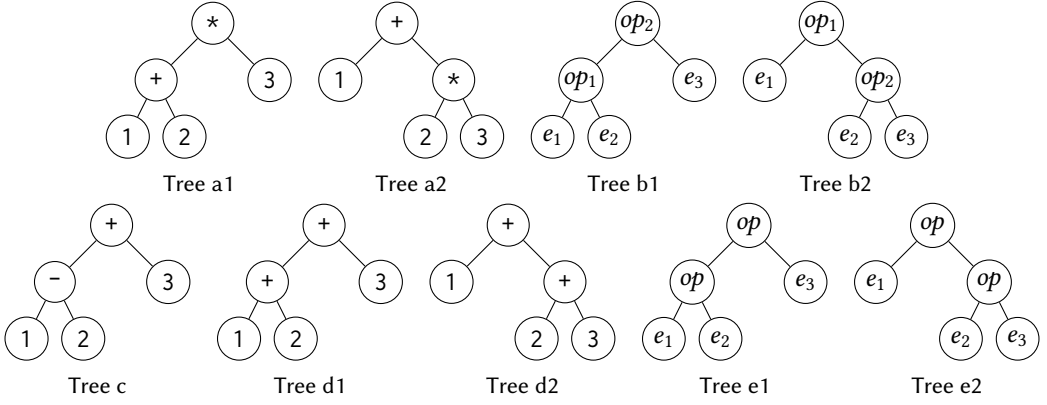 * + op₂ op₁
+ 3 1 * op₁ e₃ e₁ op₂
1 2 2 3 e₁ e₂ e₂ e₃
Tree a1 Tree a2 Tree b1 Tree b2
+ + + op op
- 3 + 3 1 + op e₃ e₁ op
1 2 1 2 2 3 e₁ e₂ e₂ e₃
Tree c Tree d1 Tree d2 Tree e1 Tree e2